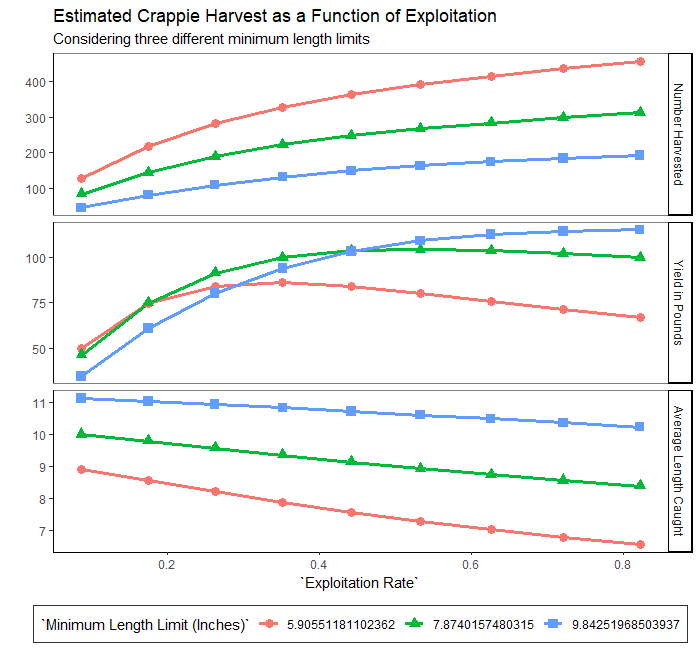 Estimated Crappie Harvest as a Function of Exploitation
Considering three different minimum length limits
400
300
200
100
Number Harvested
100
75
50
Yield in Pounds
11
10
9
8
7
Average Length Caught
0.2 0.4 0.6 0.8
`Exploitation Rate`
`Minimum Length Limit (Inches)` 5.90551181102362 7.8740157480315 9.84251968503937